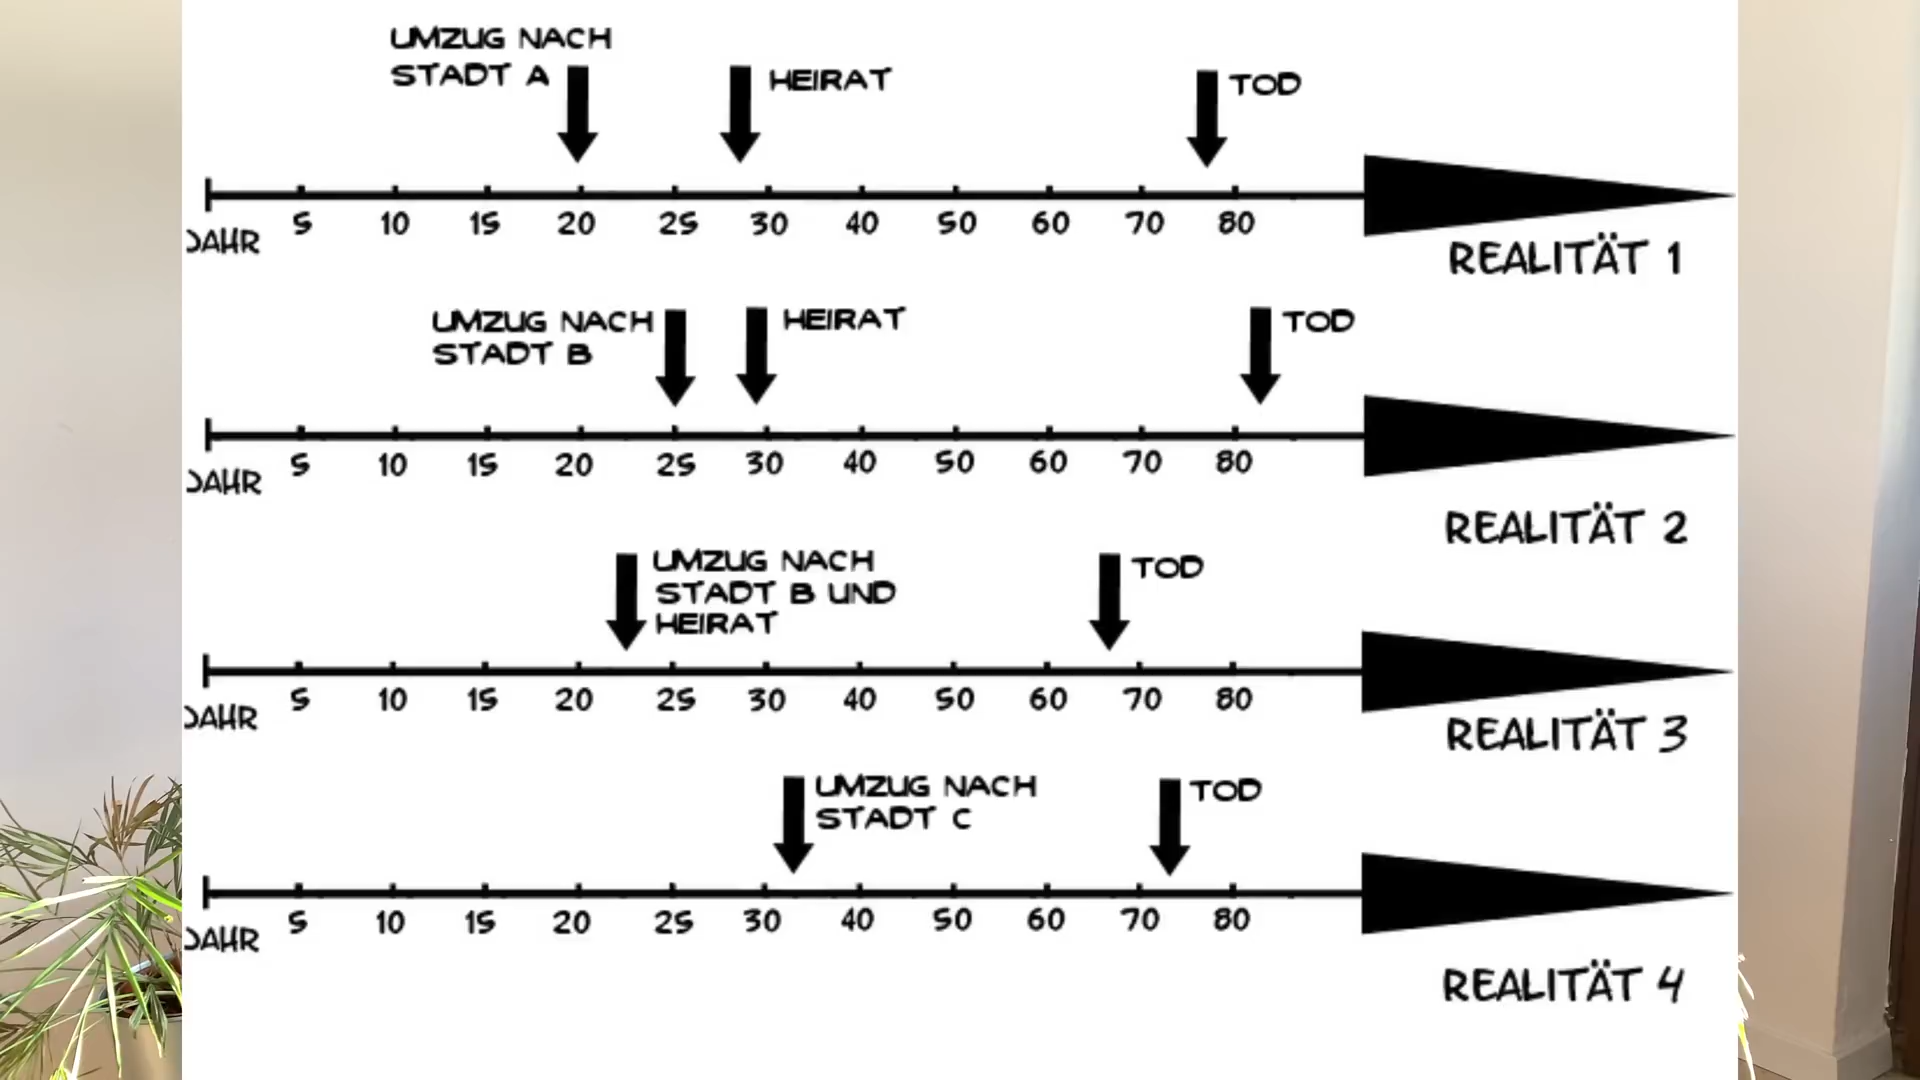 UMZUG NACH
STADT A
HEIRAT
TOD
5 10 15 20 25 30 40 50 60 70 80
JAHR
REALITÄT 1
UMZUG NACH
STADT B
HEIRAT
TOD
5 10 15 20 25 30 40 50 60 70 80
JAHR
REALITÄT 2
UMZUG NACH
STADT B UND
HEIRAT
TOD
5 10 15 20 25 30 40 50 60 70 80
JAHR
REALITÄT 3
UMZUG NACH
STADT C
TOD
5 10 15 20 25 30 40 50 60 70 80
JAHR
REALITÄT 4